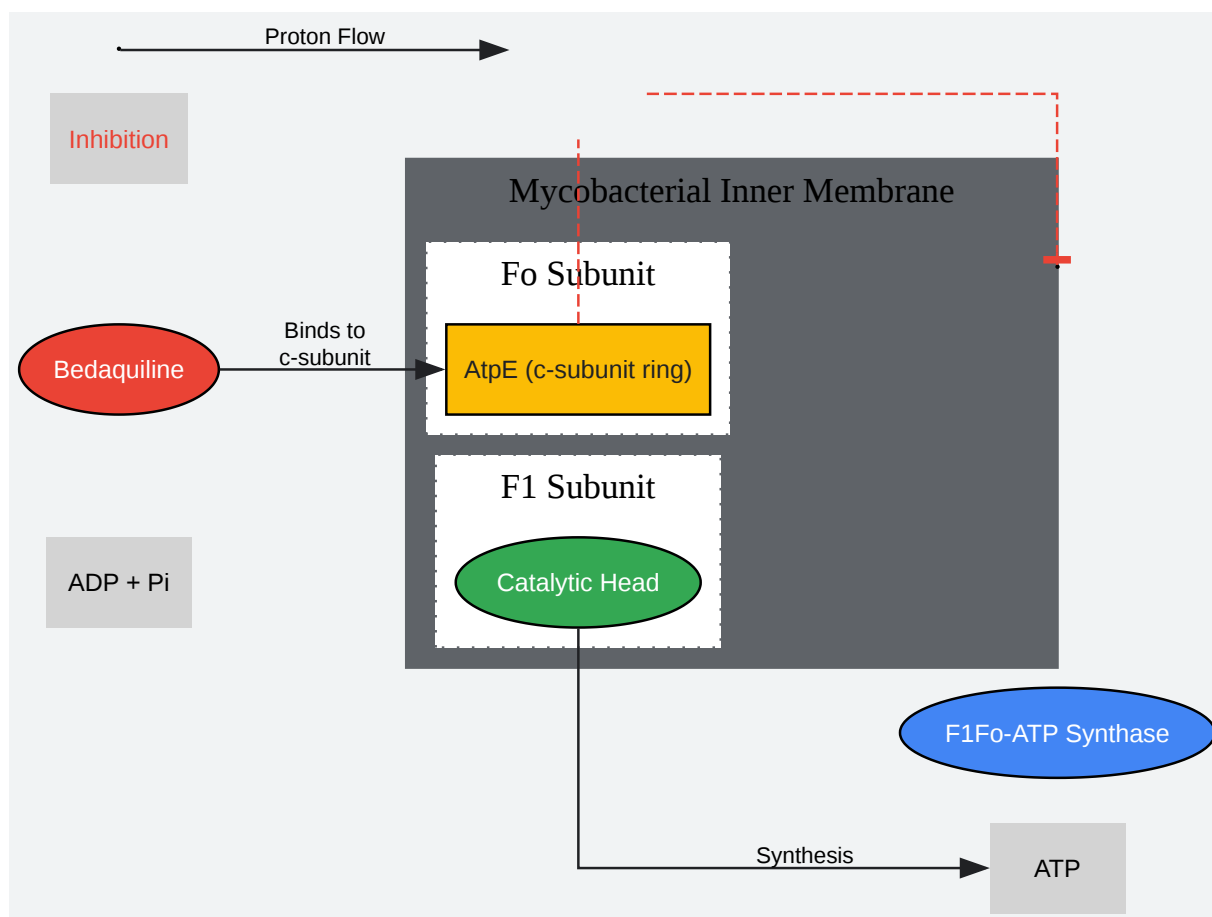 Proton Flow
Inhibition
Mycobacterial Inner Membrane
Fo Subunit
Binds to
c-subunit
Bedaquiline
AtpE (c-subunit ring)
F1 Subunit
ADP + Pi
Catalytic Head
F1Fo-ATP Synthase
Synthesis
ATP